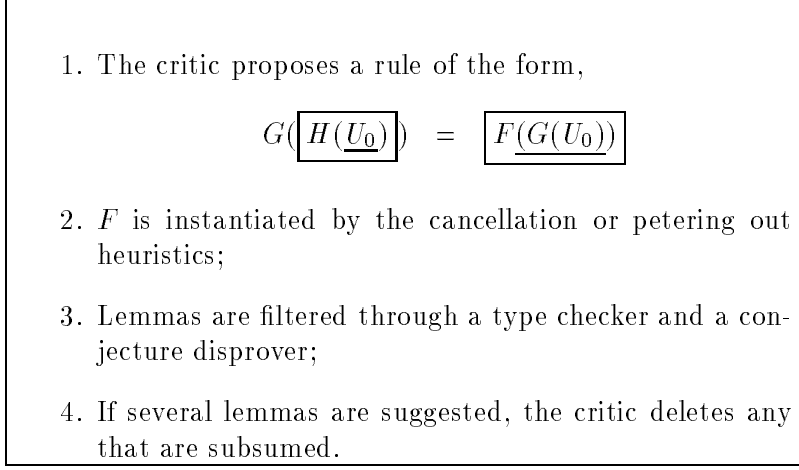 1. The critic proposes a rule of the form,
G(H(U₀)) = F(G(U₀))
2. F is instantiated by the cancellation or petering out
heuristics;
3. Lemmas are filtered through a type checker and a con-
jecture disprover;
4. If several lemmas are suggested, the critic deletes any
that are subsumed.